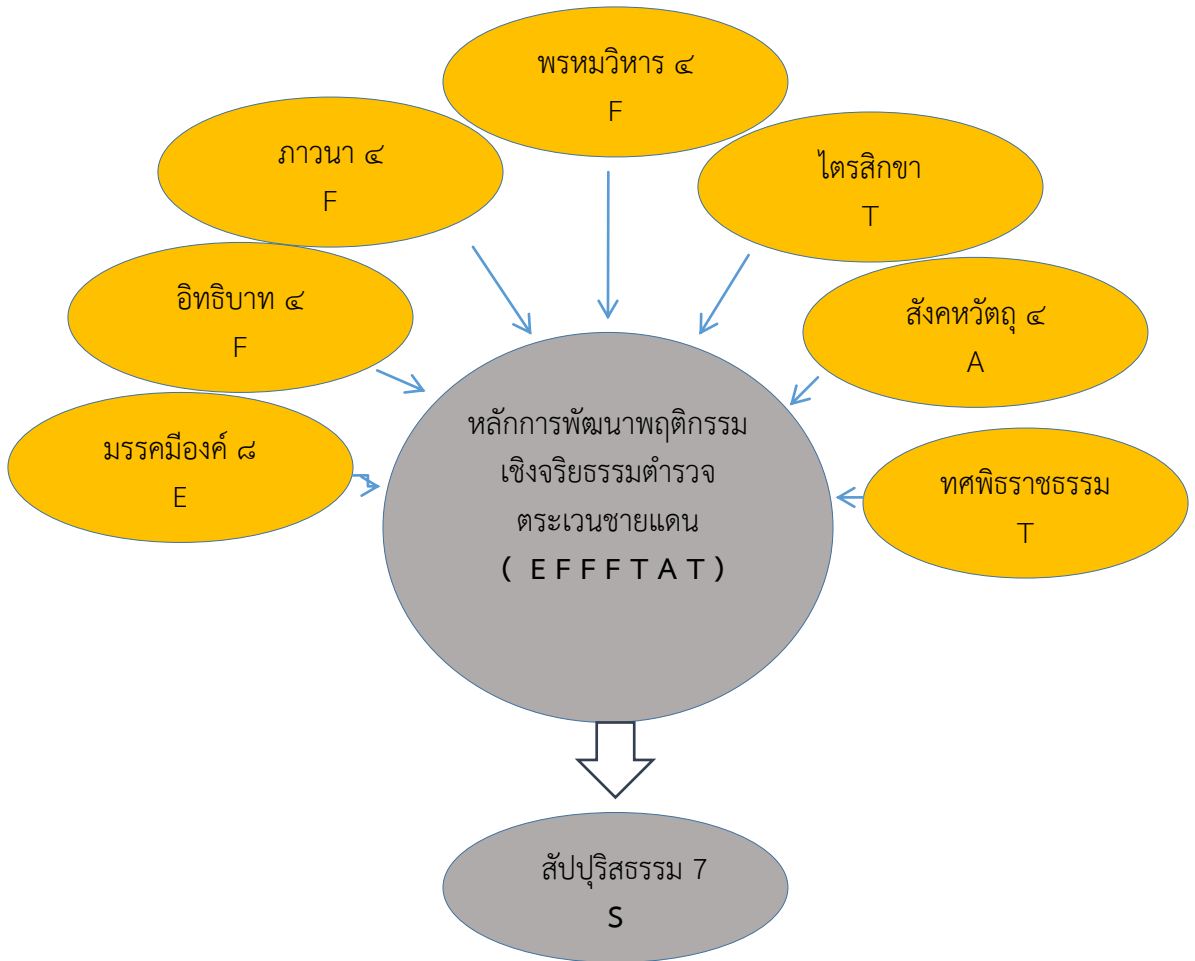 พรหมวิหาร ๔
F
ภาวนา ๔
F
ไตรสิกขา
T
อิทธิบาท ๔
F
สังคหวัตถุ ๔
A
มรรคมีองค์ ๘
E
ทศพิธราชธรรม
T
หลักการพัฒนาพฤติกรรม
เชิงจริยธรรมตำรวจ
ตระเวนชายแดน
( E F F F T A T )
สัปปุริสธรรม 7
S